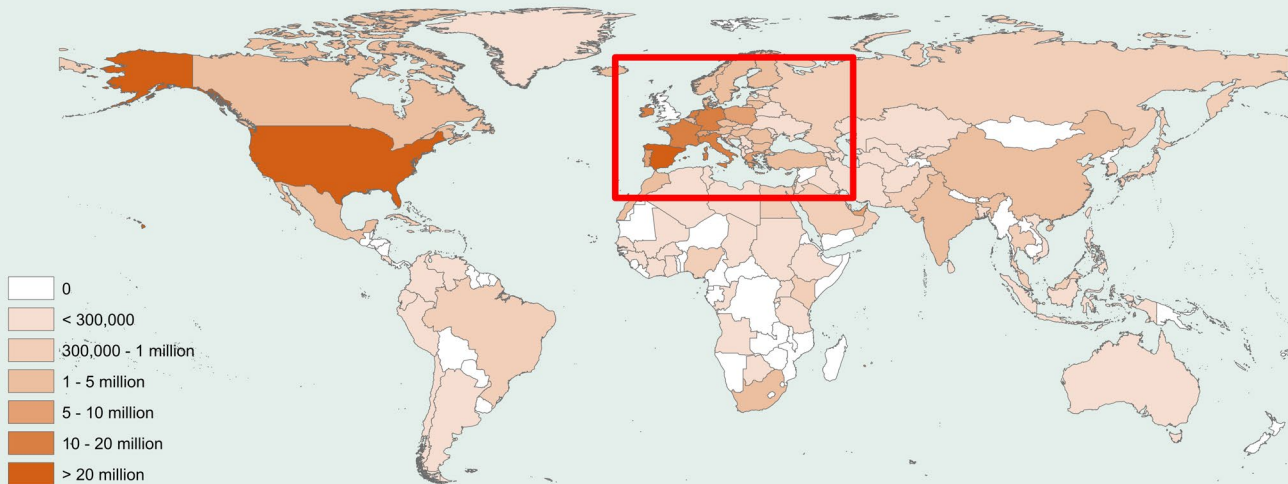 0
< 300,000
300,000 - 1 million
1 - 5 million
5 - 10 million
10 - 20 million
> 20 million